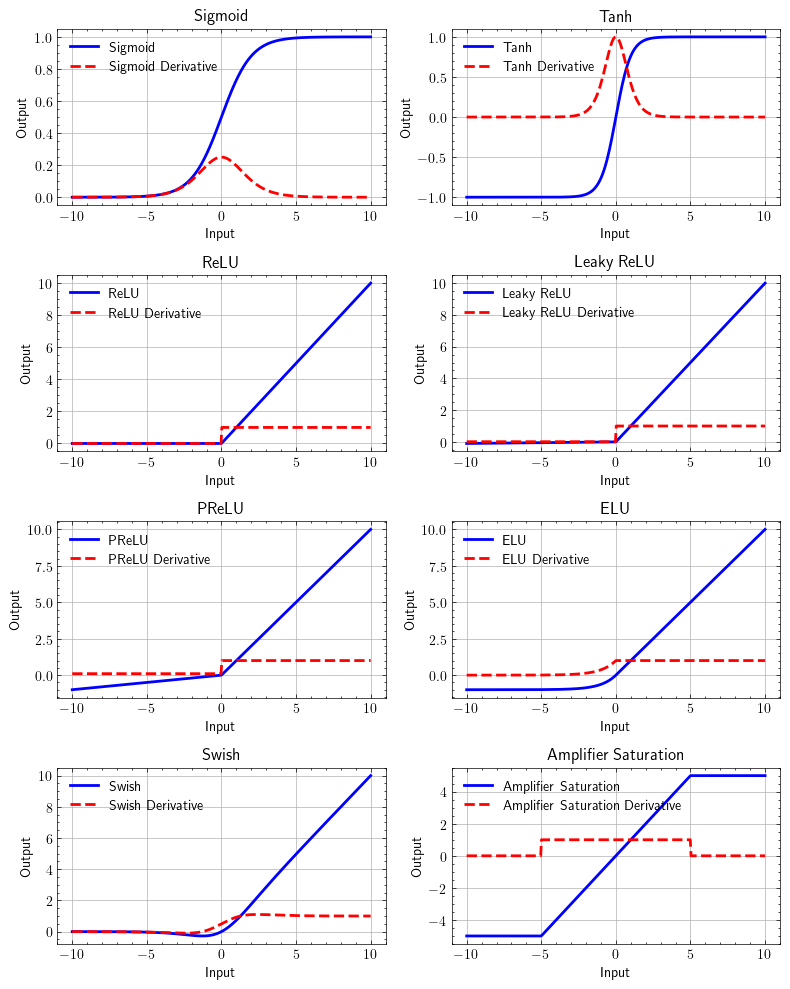 Sigmoid
Tanh
1.0
0.8
0.6
0.4
0.2
0.0
Output
Sigmoid
Sigmoid Derivative
−10
−5
0
5
10
Input
1.0
0.5
0.0
−0.5
−1.0
Output
Tanh
Tanh Derivative
−10
−5
0
5
10
Input
ReLU
Leaky ReLU
10
8
6
4
2
0
Output
ReLU
ReLU Derivative
−10
−5
0
5
10
Input
10
8
6
4
2
0
Output
Leaky ReLU
Leaky ReLU Derivative
−10
−5
0
5
10
Input
PReLU
ELU
10.0
7.5
5.0
2.5
0.0
Output
PReLU
PReLU Derivative
−10
−5
0
5
10
Input
10.0
7.5
5.0
2.5
0.0
Output
ELU
ELU Derivative
−10
−5
0
5
10
Input
Swish
Amplifier Saturation
10
8
6
4
2
0
Output
Swish
Swish Derivative
−10
−5
0
5
10
Input
4
2
0
−2
−4
Output
Amplifier Saturation
Amplifier Saturation Derivative
−10
−5
0
5
10
Input